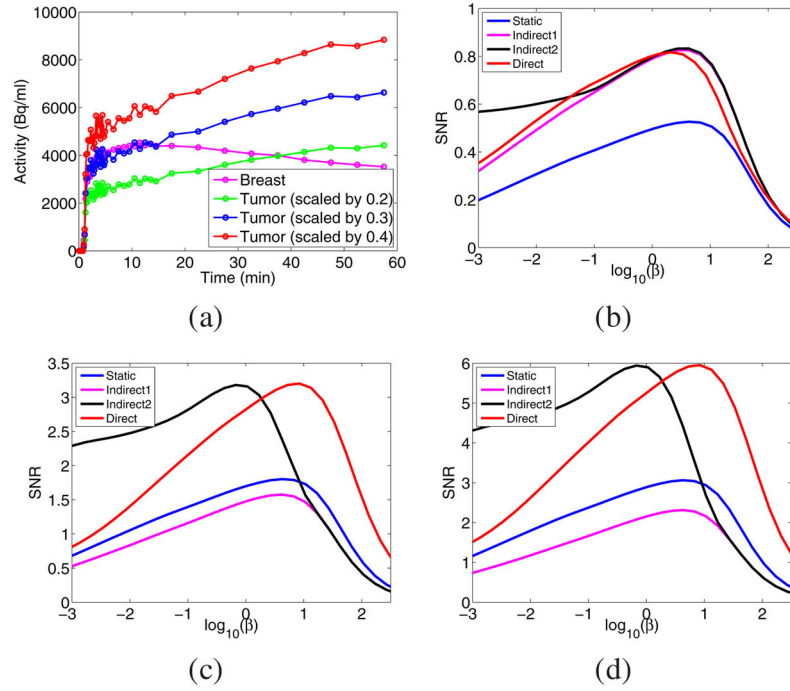 10000
8000
6000
4000
2000
0
Activity (Bq/ml)
Breast
Tumor (scaled by 0.2)
Tumor (scaled by 0.3)
Tumor (scaled by 0.4)
0 10 20 30 40 50 60
Time (min)
(a)
1
0.8
0.6
0.4
0.2
0
SNR
Static
Indirect1
Indirect2
Direct
−3 −2 −1 0 1 2
log10(β)
(b)
3.5
3
2.5
2
1.5
1
0.5
0
SNR
Static
Indirect1
Indirect2
Direct
−3 −2 −1 0 1 2
log10(β)
(c)
6
5
4
3
2
1
0
SNR
Static
Indirect1
Indirect2
Direct
−3 −2 −1 0 1 2
log10(β)
(d)